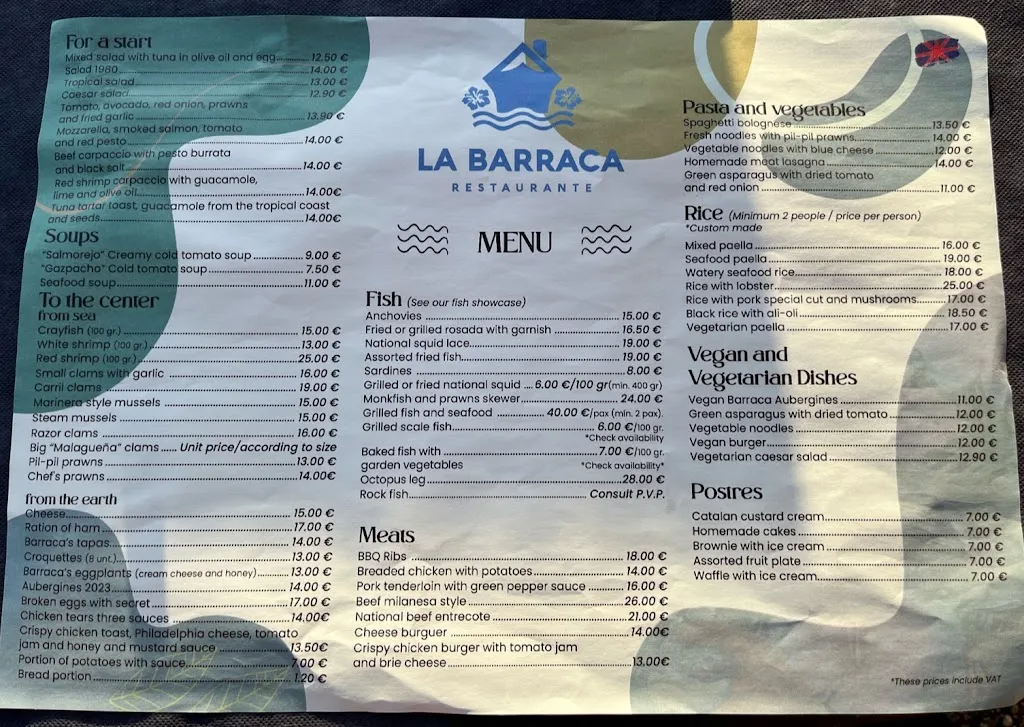 For a start
Mixed salad with tuna in olive oil and egg 12.50 €
Salad 1980 14.00 €
Tropical salad 13.00 €
Caesar salad 12.90 €
Tomato, avocado, red onion, prawns
and fried garlic 13.90 €
Mozzarella, smoked salmon, tomato
and red pesto 14.00 €
Beef carpaccio with pesto burrata
and black salt 14.00 €
Red shrimp carpaccio with guacamole,
lime and olive oil 14.00€
Tuna tartar toast, guacamole from the tropical coast
and seeds 14.00€
Soups
"Salmorejo" Creamy cold tomato soup 9.00 €
"Gazpacho" Cold tomato soup 7.50 €
Seafood soup 11.00 €
To the center
from sea
Crayfish (100 gr.) 15.00 €
White shrimp (100 gr.) 13.00 €
Red shrimp (100 gr.) 25.00 €
Small clams with garlic 16.00 €
Carril clams 19.00 €
Marinera style mussels 15.00 €
Steam mussels 15.00 €
Razor clams 16.00 €
Big "Malagueña" clams Unit price/according to size
Pil-pil prawns 13.00 €
Chef's prawns 14.00€
from the earth
Cheese 15.00 €
Ration of ham 17.00 €
Barraca's tapas 14.00 €
Croquettes (8 unt.) 13.00 €
Barraca's eggplants (cream cheese and honey) 13.00 €
Aubergines 2023 14.00 €
Broken eggs with secret 17.00 €
Chicken tears three sauces 14.00€
Crispy chicken toast, Philadelphia cheese, tomato
jam and honey and mustard sauce 13.50€
Portion of potatoes with sauce 7.00 €
Bread portion 1.20 €
LA BARRACA
RESTAURANTE
MENU
Fish (See our fish showcase)
Anchovies 15.00 €
Fried or grilled rosada with garnish 16.50 €
National squid lace 19.00 €
Assorted fried fish 19.00 €
Sardines 8.00 €
Grilled or fried national squid 6.00 €/100 gr(min. 400 gr)
Monkfish and prawns skewer 24.00 €
Grilled fish and seafood 40.00 €/pax (min. 2 pax).
Grilled scale fish 6.00 €/100 gr.
*Check availability
Baked fish with 7.00 €/100 gr.
garden vegetables *Check availability*
Octopus leg 28.00 €
Rock fish Consult P.V.P.
Meats
BBQ Ribs 18.00 €
Breaded chicken with potatoes 14.00 €
Pork tenderloin with green pepper sauce 16.00 €
Beef milanesa style 26.00 €
National beef entrecote 21.00 €
Cheese burguer 14.00€
Crispy chicken burger with tomato jam
and brie cheese 13.00€
Pasta and vegetables
Spaghetti bolognese 13.50 €
Fresh noodles with pil-pil prawns 14.00 €
Vegetable noodles with blue cheese 12.00 €
Homemade meat lasagna 14.00 €
Green asparagus with dried tomato
and red onion 11.00 €
Rice (Minimum 2 people / price per person)
*Custom made
Mixed paella 16.00 €
Seafood paella 19.00 €
Watery seafood rice 18.00 €
Rice with lobster 25.00 €
Rice with pork special cut and mushrooms 17.00 €
Black rice with ali-oli 18.50 €
Vegetarian paella 17.00 €
Vegan and
Vegetarian Dishes
Vegan Barraca Aubergines 11.00 €
Green asparagus with dried tomato 12.00 €
Vegetable noodles 12.00 €
Vegan burger 12.00 €
Vegetarian caesar salad 12.90 €
Postres
Catalan custard cream 7.00 €
Homemade cakes 7.00 €
Brownie with ice cream 7.00 €
Assorted fruit plate 7.00 €
Waffle with ice cream 7.00 €
*These prices include VAT